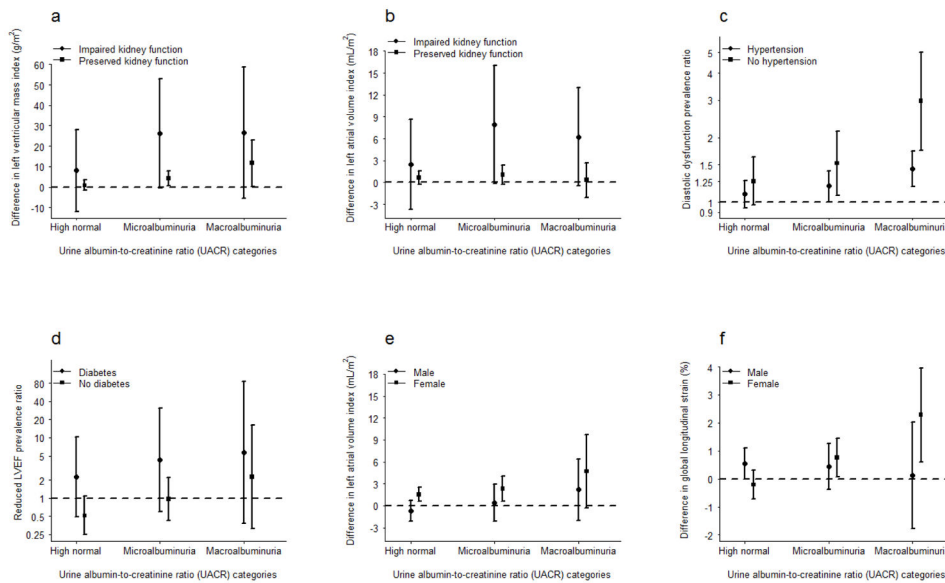 a
Impaired kidney function
Preserved kidney function
Difference in left ventricular mass index (g/m²)
60
50
40
30
20
10
0
-10
High normal Microalbuminuria Macroalbuminuria
Urine albumin-to-creatinine ratio (UACR) categories
b
Impaired kidney function
Preserved kidney function
Difference in left atrial volume index (mL/m²)
18
15
12
9
6
3
0
-3
High normal Microalbuminuria Macroalbuminuria
Urine albumin-to-creatinine ratio (UACR) categories
c
Hypertension
No hypertension
Diastolic dysfunction prevalence ratio
5
4
3
2
1.5
1.25
1
0.9
High normal Microalbuminuria Macroalbuminuria
Urine albumin-to-creatinine ratio (UACR) categories
d
Diabetes
No diabetes
Reduced LVEF prevalence ratio
80
40
20
10
5
2
1
0.5
0.25
High normal Microalbuminuria Macroalbuminuria
Urine albumin-to-creatinine ratio (UACR) categories
e
Male
Female
Difference in left atrial volume index (mL/m²)
18
15
12
9
6
3
0
-3
High normal Microalbuminuria Macroalbuminuria
Urine albumin-to-creatinine ratio (UACR) categories
f
Male
Female
Difference in global longitudinal strain (%)
4
3
2
1
0
-1
-2
High normal Microalbuminuria Macroalbuminuria
Urine albumin-to-creatinine ratio (UACR) categories